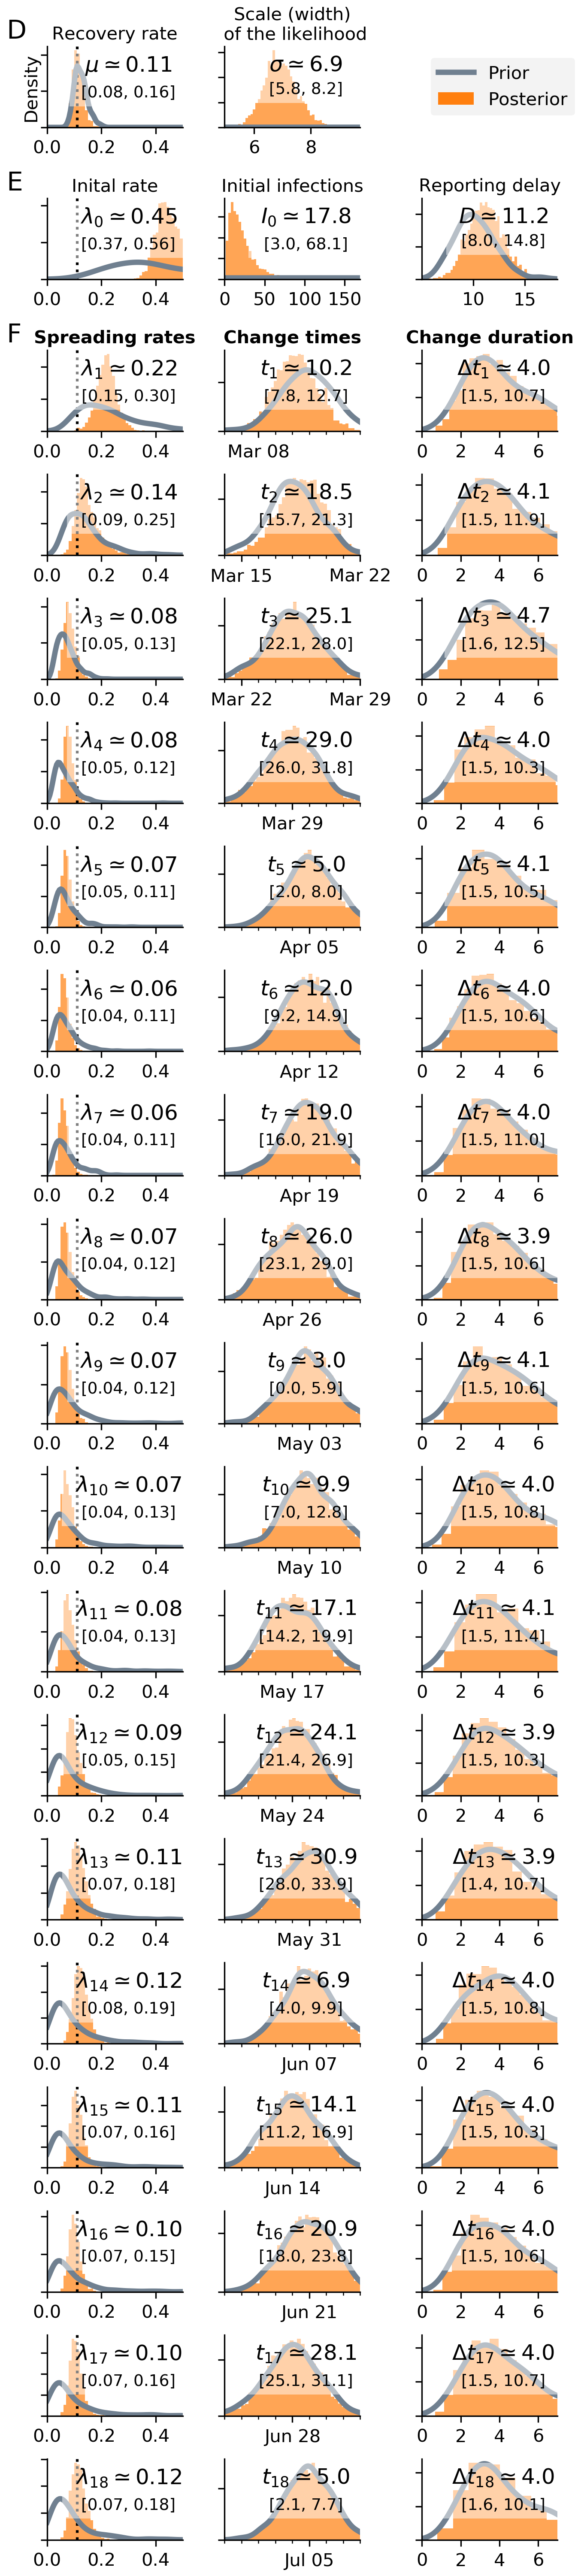 D
Recovery rate
Scale (width)
of the likelihood
Density
μ ≃ 0.11
[0.08, 0.16]
σ ≃ 6.9
[5.8, 8.2]
Prior
Posterior
0.0 0.2 0.4
6 8
E
Inital rate
Initial infections
Reporting delay
λ0 ≃ 0.45
[0.37, 0.56]
I0 ≃ 17.8
[3.0, 68.1]
D ≃ 11.2
[8.0, 14.8]
0.0 0.2 0.4
0 50 100 150
10 15
F
Spreading rates
Change times
Change duration
λ1 ≃ 0.22
[0.15, 0.30]
t1 ≃ 10.2
[7.8, 12.7]
Δt1 ≃ 4.0
[1.5, 10.7]
0.0 0.2 0.4
Mar 08
0 2 4 6
λ2 ≃ 0.14
[0.09, 0.25]
t2 ≃ 18.5
[15.7, 21.3]
Δt2 ≃ 4.1
[1.5, 11.9]
0.0 0.2 0.4
Mar 15 Mar 22
0 2 4 6
λ3 ≃ 0.08
[0.05, 0.13]
t3 ≃ 25.1
[22.1, 28.0]
Δt3 ≃ 4.7
[1.6, 12.5]
0.0 0.2 0.4
Mar 22 Mar 29
0 2 4 6
λ4 ≃ 0.08
[0.05, 0.12]
t4 ≃ 29.0
[26.0, 31.8]
Δt4 ≃ 4.0
[1.5, 10.3]
0.0 0.2 0.4
Mar 29
0 2 4 6
λ5 ≃ 0.07
[0.05, 0.11]
t5 ≃ 5.0
[2.0, 8.0]
Δt5 ≃ 4.1
[1.5, 10.5]
0.0 0.2 0.4
Apr 05
0 2 4 6
λ6 ≃ 0.06
[0.04, 0.11]
t6 ≃ 12.0
[9.2, 14.9]
Δt6 ≃ 4.0
[1.5, 10.6]
0.0 0.2 0.4
Apr 12
0 2 4 6
λ7 ≃ 0.06
[0.04, 0.11]
t7 ≃ 19.0
[16.0, 21.9]
Δt7 ≃ 4.0
[1.5, 11.0]
0.0 0.2 0.4
Apr 19
0 2 4 6
λ8 ≃ 0.07
[0.04, 0.12]
t8 ≃ 26.0
[23.1, 29.0]
Δt8 ≃ 3.9
[1.5, 10.6]
0.0 0.2 0.4
Apr 26
0 2 4 6
λ9 ≃ 0.07
[0.04, 0.12]
t9 ≃ 3.0
[0.0, 5.9]
Δt9 ≃ 4.1
[1.5, 10.6]
0.0 0.2 0.4
May 03
0 2 4 6
λ10 ≃ 0.07
[0.04, 0.13]
t10 ≃ 9.9
[7.0, 12.8]
Δt10 ≃ 4.0
[1.5, 10.8]
0.0 0.2 0.4
May 10
0 2 4 6
λ11 ≃ 0.08
[0.04, 0.13]
t11 ≃ 17.1
[14.2, 19.9]
Δt11 ≃ 4.1
[1.5, 11.4]
0.0 0.2 0.4
May 17
0 2 4 6
λ12 ≃ 0.09
[0.05, 0.15]
t12 ≃ 24.1
[21.4, 26.9]
Δt12 ≃ 3.9
[1.5, 10.3]
0.0 0.2 0.4
May 24
0 2 4 6
λ13 ≃ 0.11
[0.07, 0.18]
t13 ≃ 30.9
[28.0, 33.9]
Δt13 ≃ 3.9
[1.4, 10.7]
0.0 0.2 0.4
May 31
0 2 4 6
λ14 ≃ 0.12
[0.08, 0.19]
t14 ≃ 6.9
[4.0, 9.9]
Δt14 ≃ 4.0
[1.5, 10.8]
0.0 0.2 0.4
Jun 07
0 2 4 6
λ15 ≃ 0.11
[0.07, 0.16]
t15 ≃ 14.1
[11.2, 16.9]
Δt15 ≃ 4.0
[1.5, 10.3]
0.0 0.2 0.4
Jun 14
0 2 4 6
λ16 ≃ 0.10
[0.07, 0.15]
t16 ≃ 20.9
[18.0, 23.8]
Δt16 ≃ 4.0
[1.5, 10.6]
0.0 0.2 0.4
Jun 21
0 2 4 6
λ17 ≃ 0.10
[0.07, 0.16]
t17 ≃ 28.1
[25.1, 31.1]
Δt17 ≃ 4.0
[1.5, 10.7]
0.0 0.2 0.4
Jun 28
0 2 4 6
λ18 ≃ 0.12
[0.07, 0.18]
t18 ≃ 5.0
[2.1, 7.7]
Δt18 ≃ 4.0
[1.6, 10.1]
0.0 0.2 0.4
Jul 05
0 2 4 6